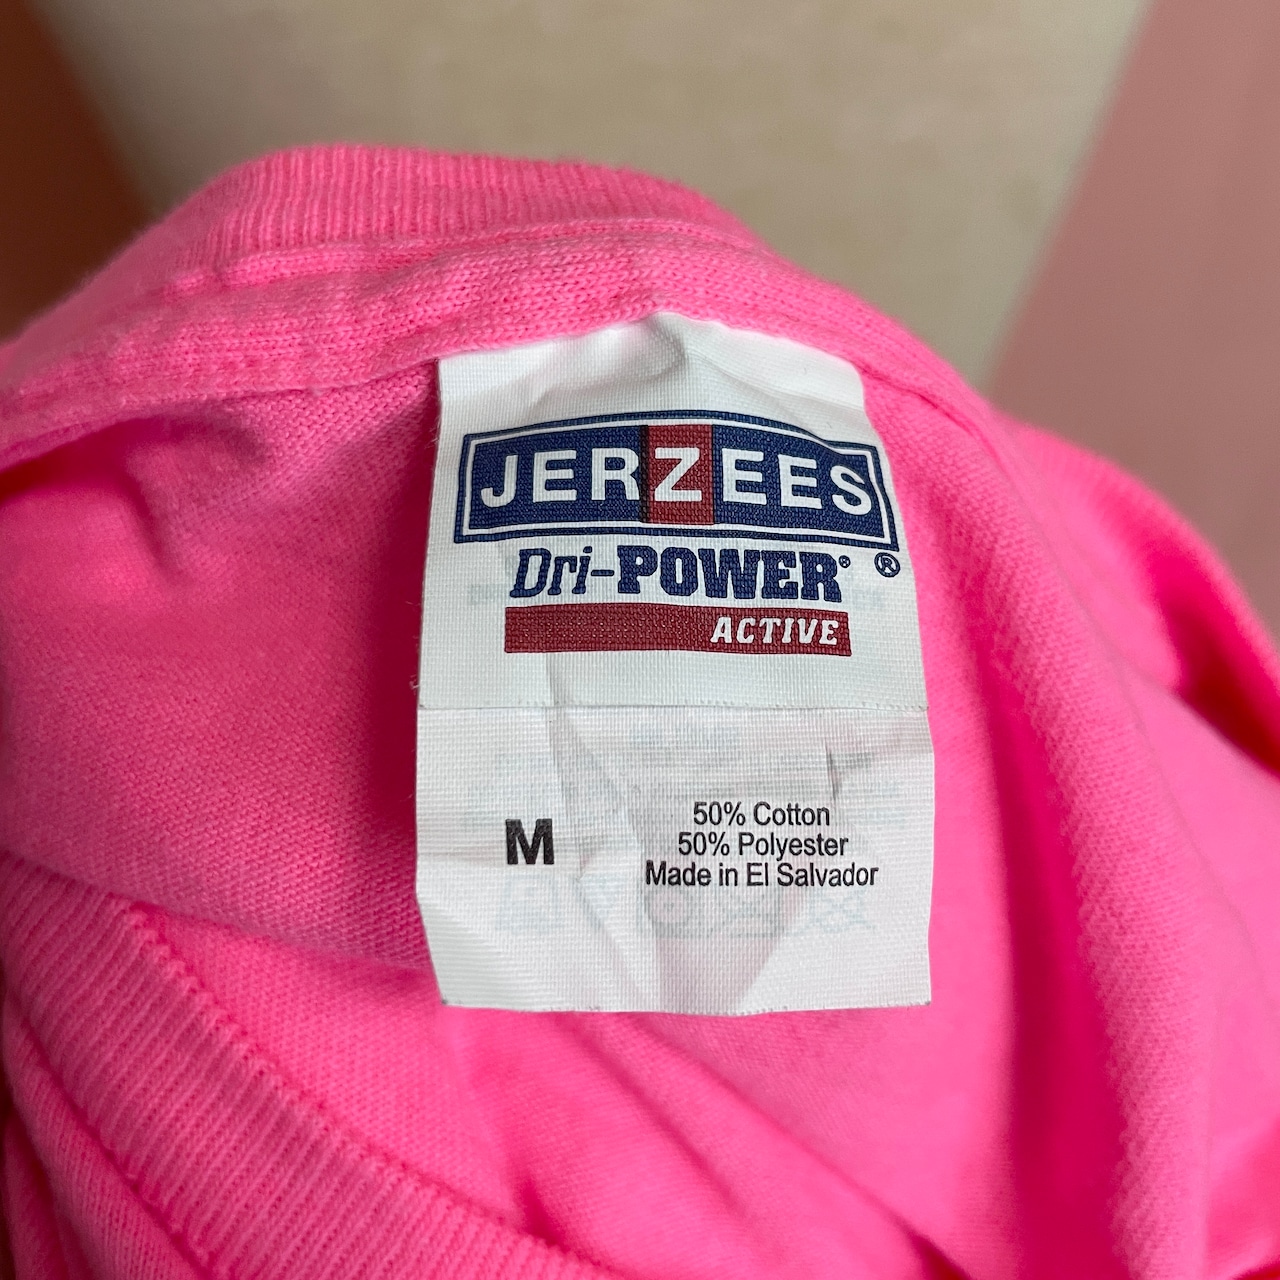 JERZEES
Dri-POWER® ®
ACTIVE
M
50% Cotton
50% Polyester
Made in El Salvador